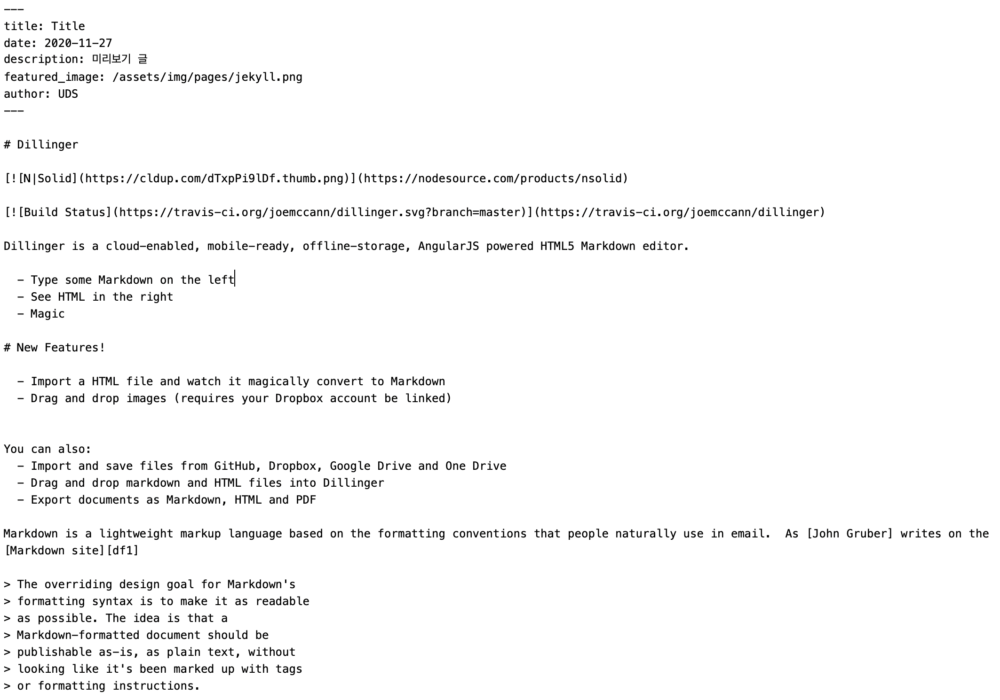 ---
title: Title
date: 2020-11-27
description: 미리보기 글
featured_image: /assets/img/pages/jekyll.png
author: UDS
---

# Dillinger

[![N|Solid](https://cldup.com/dTxpPi9lDf.thumb.png)](https://nodesource.com/products/nsolid)

[![Build Status](https://travis-ci.org/joemccann/dillinger.svg?branch=master)](https://travis-ci.org/joemccann/dillinger)

Dillinger is a cloud-enabled, mobile-ready, offline-storage, AngularJS powered HTML5 Markdown editor.

  - Type some Markdown on the left
  - See HTML in the right
  - Magic

# New Features!

  - Import a HTML file and watch it magically convert to Markdown
  - Drag and drop images (requires your Dropbox account be linked)


You can also:
  - Import and save files from GitHub, Dropbox, Google Drive and One Drive
  - Drag and drop markdown and HTML files into Dillinger
  - Export documents as Markdown, HTML and PDF

Markdown is a lightweight markup language based on the formatting conventions that people naturally use in email.  As [John Gruber] writes on the
[Markdown site][df1]

> The overriding design goal for Markdown's
> formatting syntax is to make it as readable
> as possible. The idea is that a
> Markdown-formatted document should be
> publishable as-is, as plain text, without
> looking like it's been marked up with tags
> or formatting instructions.